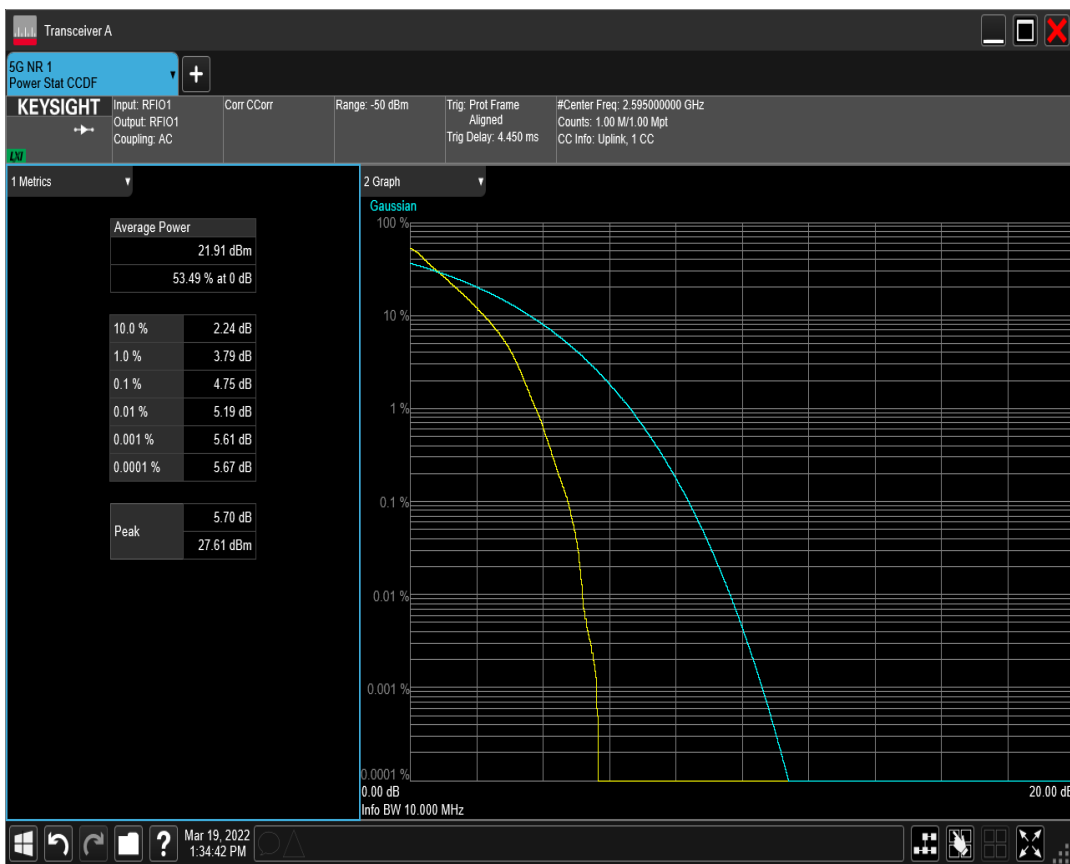 Transceiver A
5G NR 1
Power Stat CCDF
KEYSIGHT
LXI
Input: RFIO1
Output: RFIO1
Coupling: AC
Corr CCorr
Range: -50 dBm
Trig: Prot Frame
Aligned
Trig Delay: 4.450 ms
#Center Freq: 2.595000000 GHz
Counts: 1.00 M/1.00 Mpt
CC Info: Uplink, 1 CC
1 Metrics
Average Power
21.91 dBm
53.49 % at 0 dB
10.0 % 2.24 dB
1.0 % 3.79 dB
0.1 % 4.75 dB
0.01 % 5.19 dB
0.001 % 5.61 dB
0.0001 % 5.67 dB
Peak
5.70 dB
27.61 dBm
2 Graph
Gaussian
100 %
10 %
1 %
0.1 %
0.01 %
0.001 %
0.0001 %
0.00 dB 20.00 dB
Info BW 10.000 MHz
?
Mar 19, 2022
1:34:42 PM